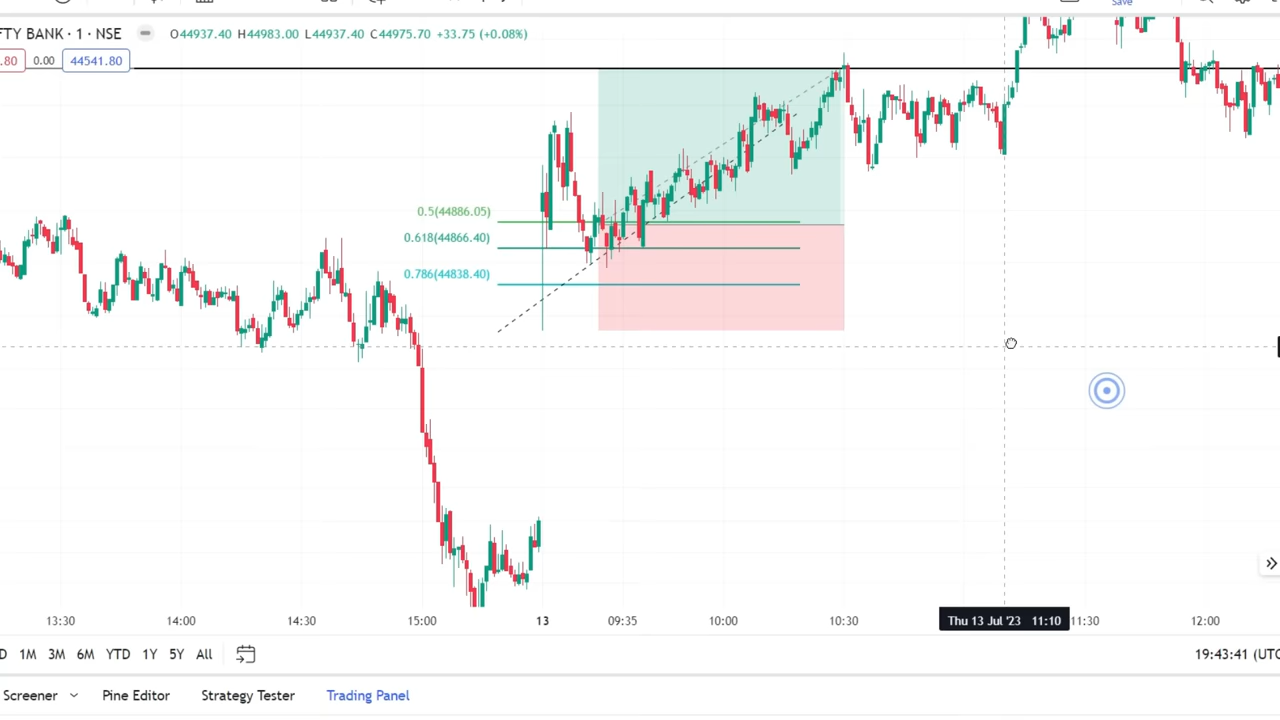 Save
FTY BANK · 1 · NSE O44937.40 H44983.00 L44937.40 C44975.70 +33.75 (+0.08%)
.80 0.00 44541.80
0.5(44886.05)
0.618(44866.40)
0.786(44838.40)
13:30 14:00 14:30 15:00 13 09:35 10:00 10:30 Thu 13 Jul '23 11:10 11:30 12:00
D 1M 3M 6M YTD 1Y 5Y All 19:43:41 (UTC
Screener Pine Editor Strategy Tester Trading Panel